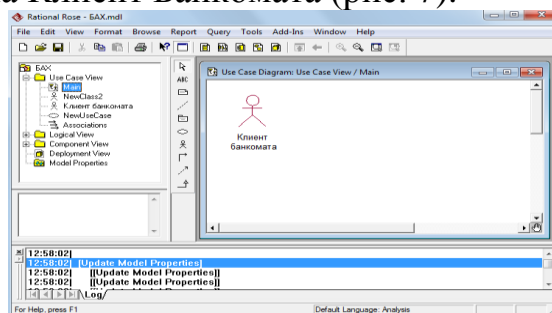 а Клиент Банкомата (рис. 7).
Rational Rose - БАХ.mdl
File Edit View Format Browse Report Query Tools Add-Ins Window Help
БАХ
Use Case View
Main
NewClass2
Клиент банкомата
NewUseCase
Associations
Logical View
Component View
Deployment View
Model Properties
ABC
Use Case Diagram: Use Case View / Main
Клиент
банкомата
12:58:02|
12:58:02| [Update Model Properties]
12:58:02| [[Update Model Properties]]
12:58:02| [[Update Model Properties]]
Log
For Help, press F1
Default Language: Analysis